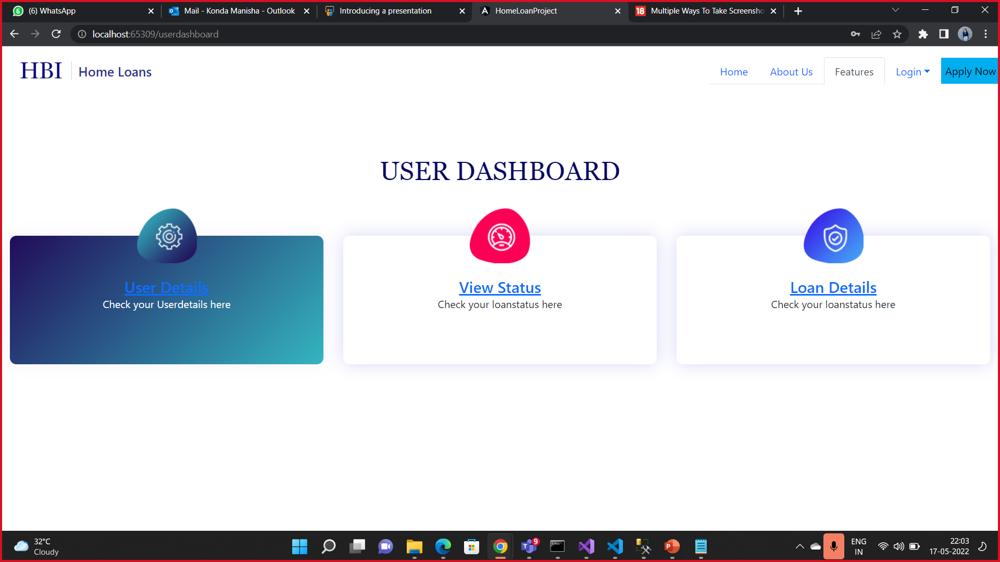 6 (6) WhatsApp
Mail - Konda Manisha - Outlook
Introducing a presentation
A HomeLoanProject
18 Multiple Ways To Take Screensho
localhost:65309/userdashboard
HBI Home Loans
Home
About Us
Features
Login
Apply Now
USER DASHBOARD
User Details
Check your Userdetails here
View Status
Check your loanstatus here
Loan Details
Check your loanstatus here
32°C
Cloudy
9
ENG
IN
22:03
17-05-2022